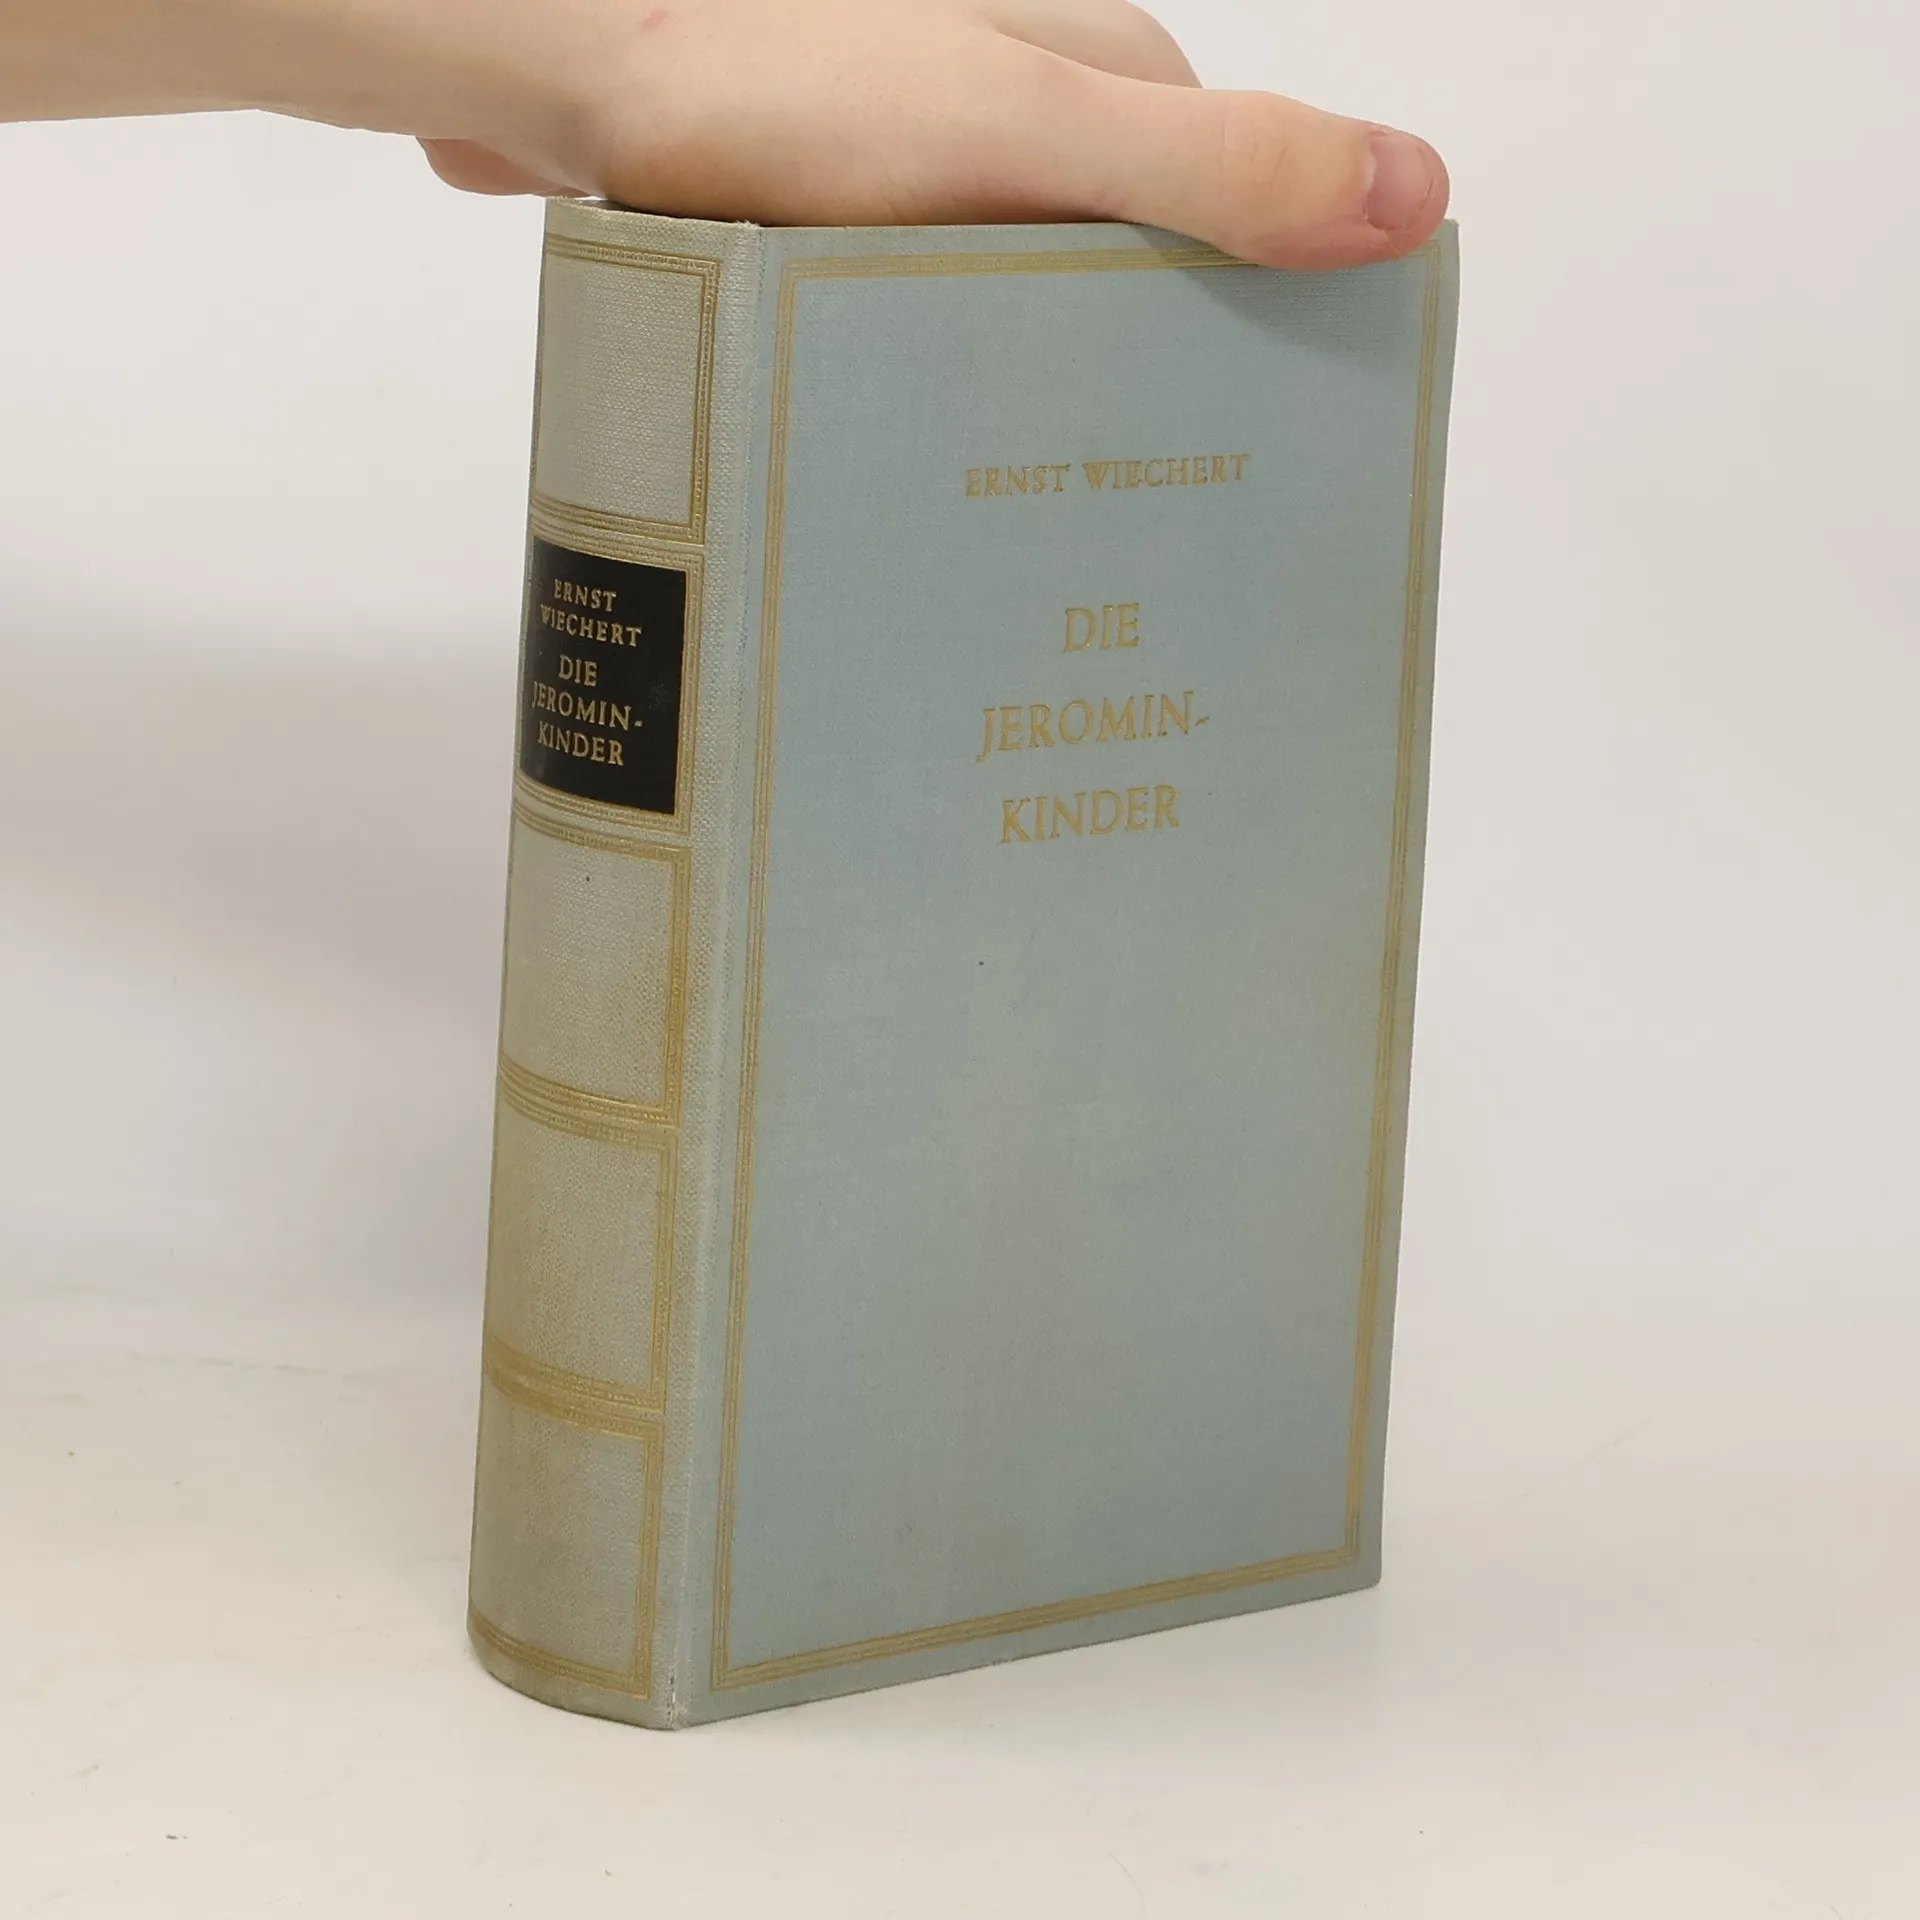 ERNST
WIECHERT
DIE
JEROMIN-
KINDER
ERNST WIECHERT
DIE
JEROMIN-
KINDER